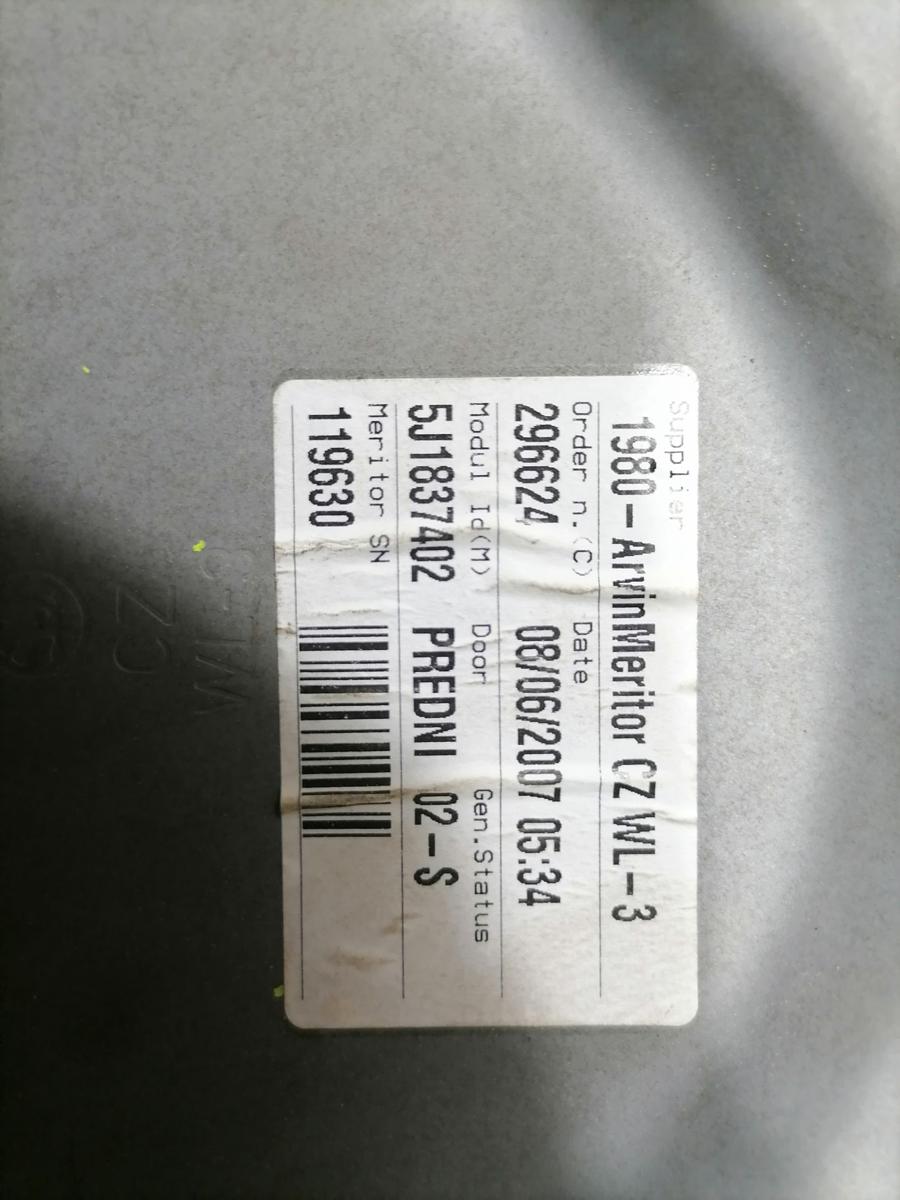 Supplier
1980-ArvinMeritor CZ WL-3
Order n.(C) Date
296624 08/06/2007 05:34
Modul Id(M) Door Gen.Status
5J1837402 PREDNI 02-S
Meritor SN
119630
CZ